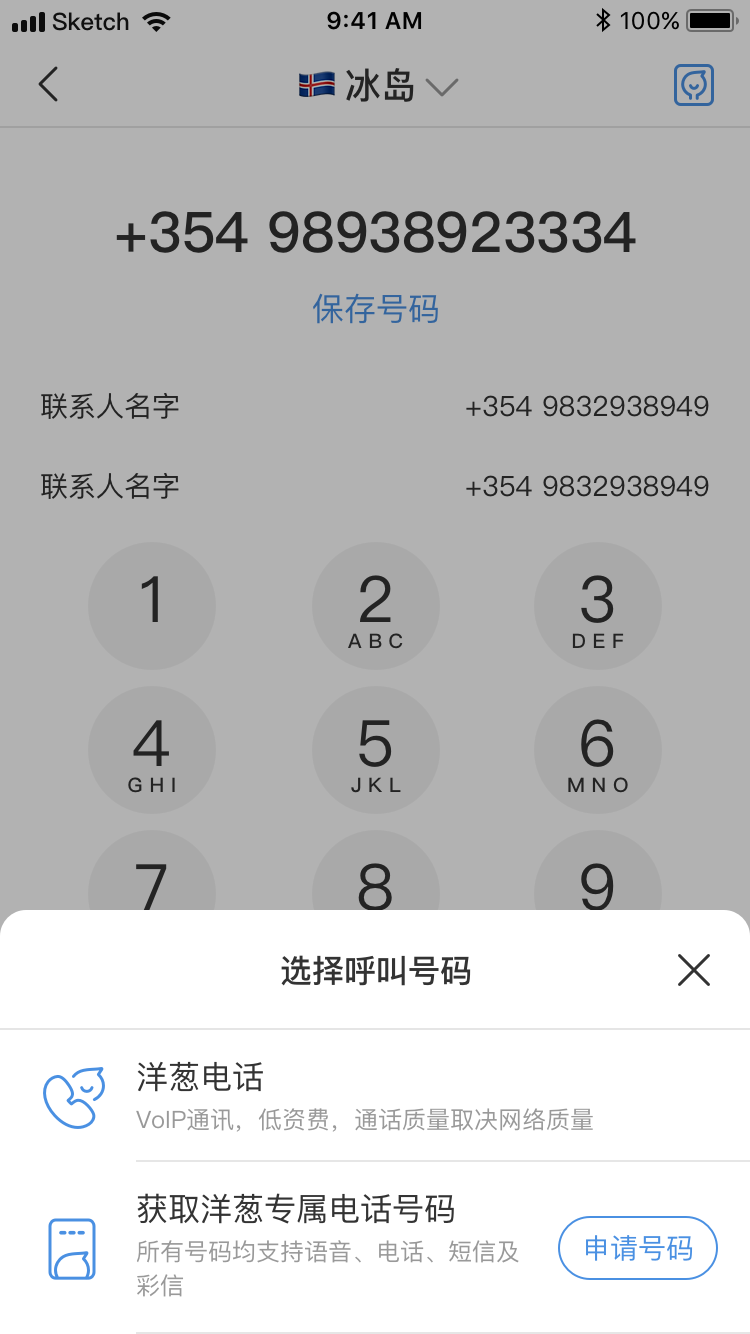 Sketch 9:41 AM 100%
🇮🇸 冰岛
+354 98938923334
保存号码
联系人名字 +354 9832938949
联系人名字 +354 9832938949
1 2 3
ABC DEF
4 5 6
GHI JKL MNO
7 8 9
选择呼叫号码
洋葱电话
VoIP通讯，低资费，通话质量取决网络质量
获取洋葱专属电话号码
所有号码均支持语音、电话、短信及
彩信
申请号码